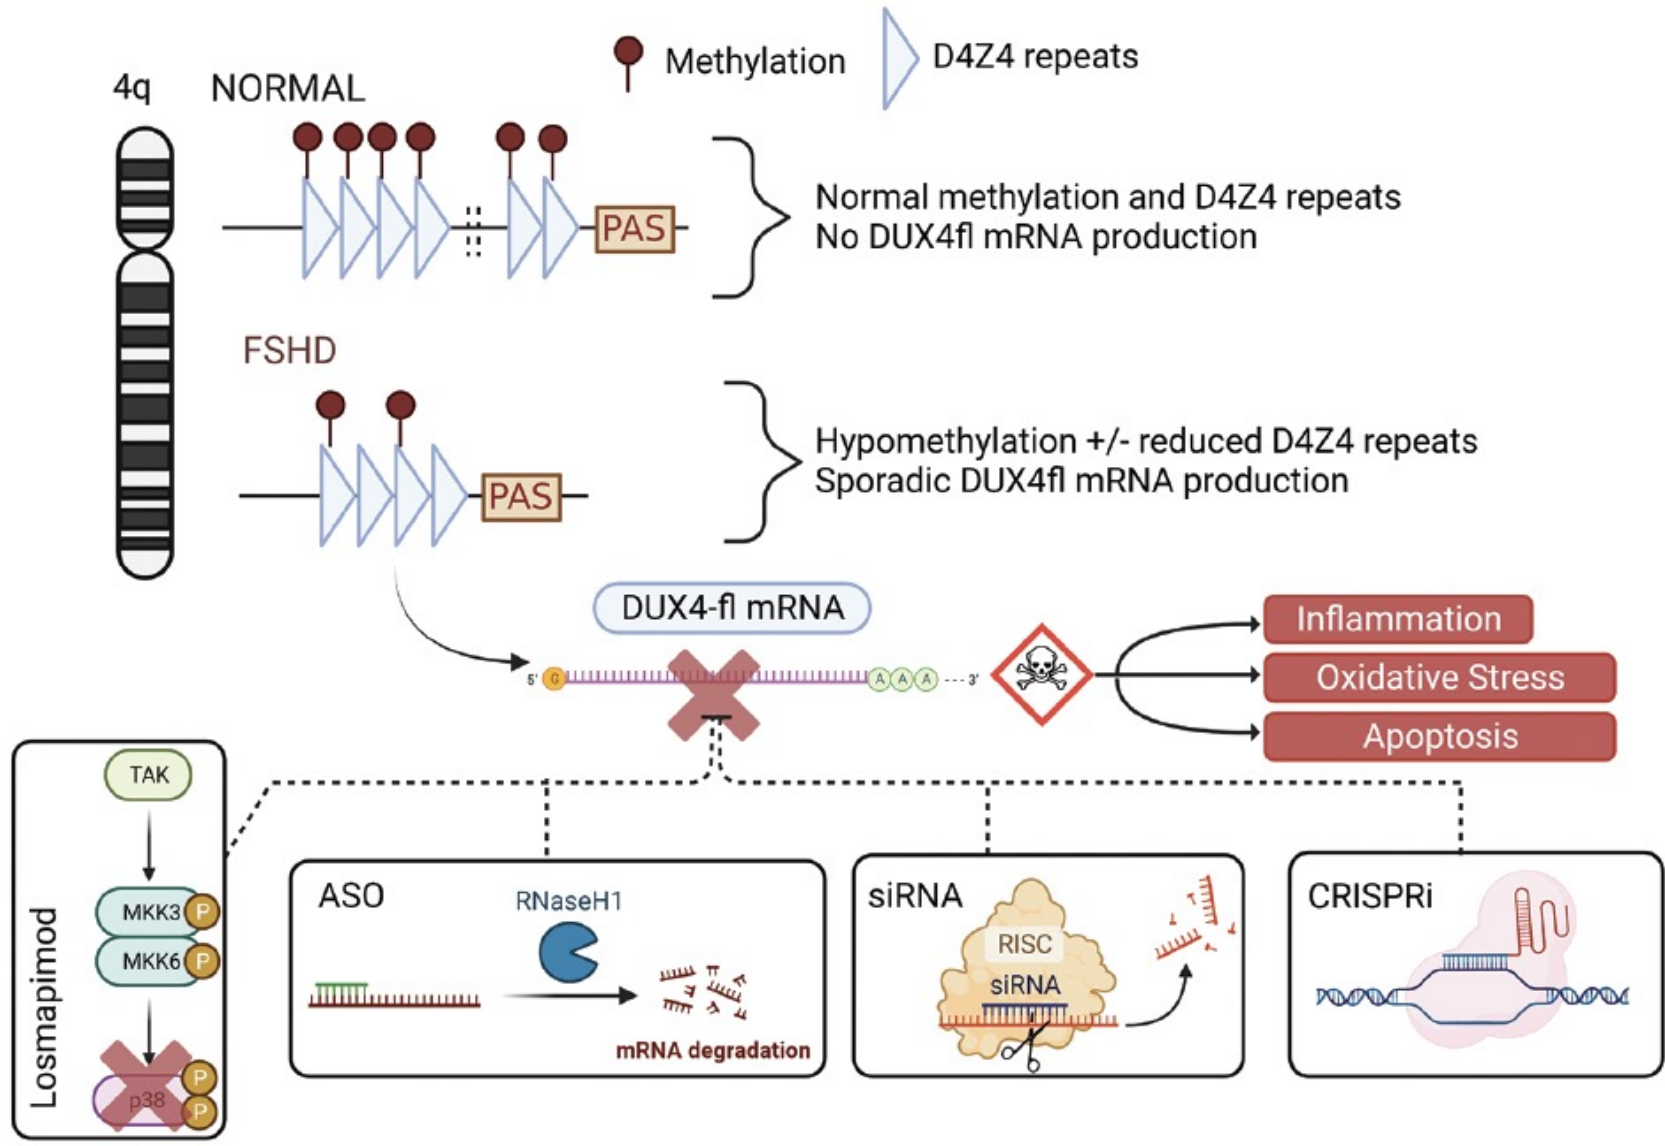 Methylation
D4Z4 repeats
4q
NORMAL
PAS
Normal methylation and D4Z4 repeats
No DUX4fl mRNA production
FSHD
PAS
Hypomethylation +/- reduced D4Z4 repeats
Sporadic DUX4fl mRNA production
DUX4-fl mRNA
5' G A A A ---3'
Inflammation
Oxidative Stress
Apoptosis
Losmapimod
TAK
MKK3 P
MKK6 P
p38 P
P
ASO
RNaseH1
mRNA degradation
siRNA
RISC
siRNA
CRISPRi